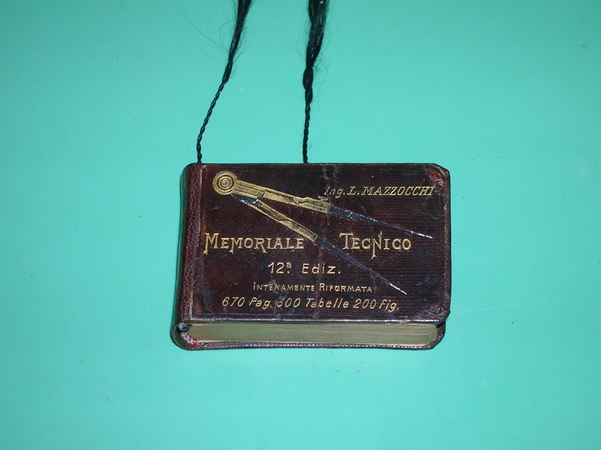 Ing. L. MAZZOCCHI
MEMORIALE TECNICO
12ª Ediz.
INTERAMENTE RIFORMATA
670 Pag. 300 Tabelle 200 Fig.